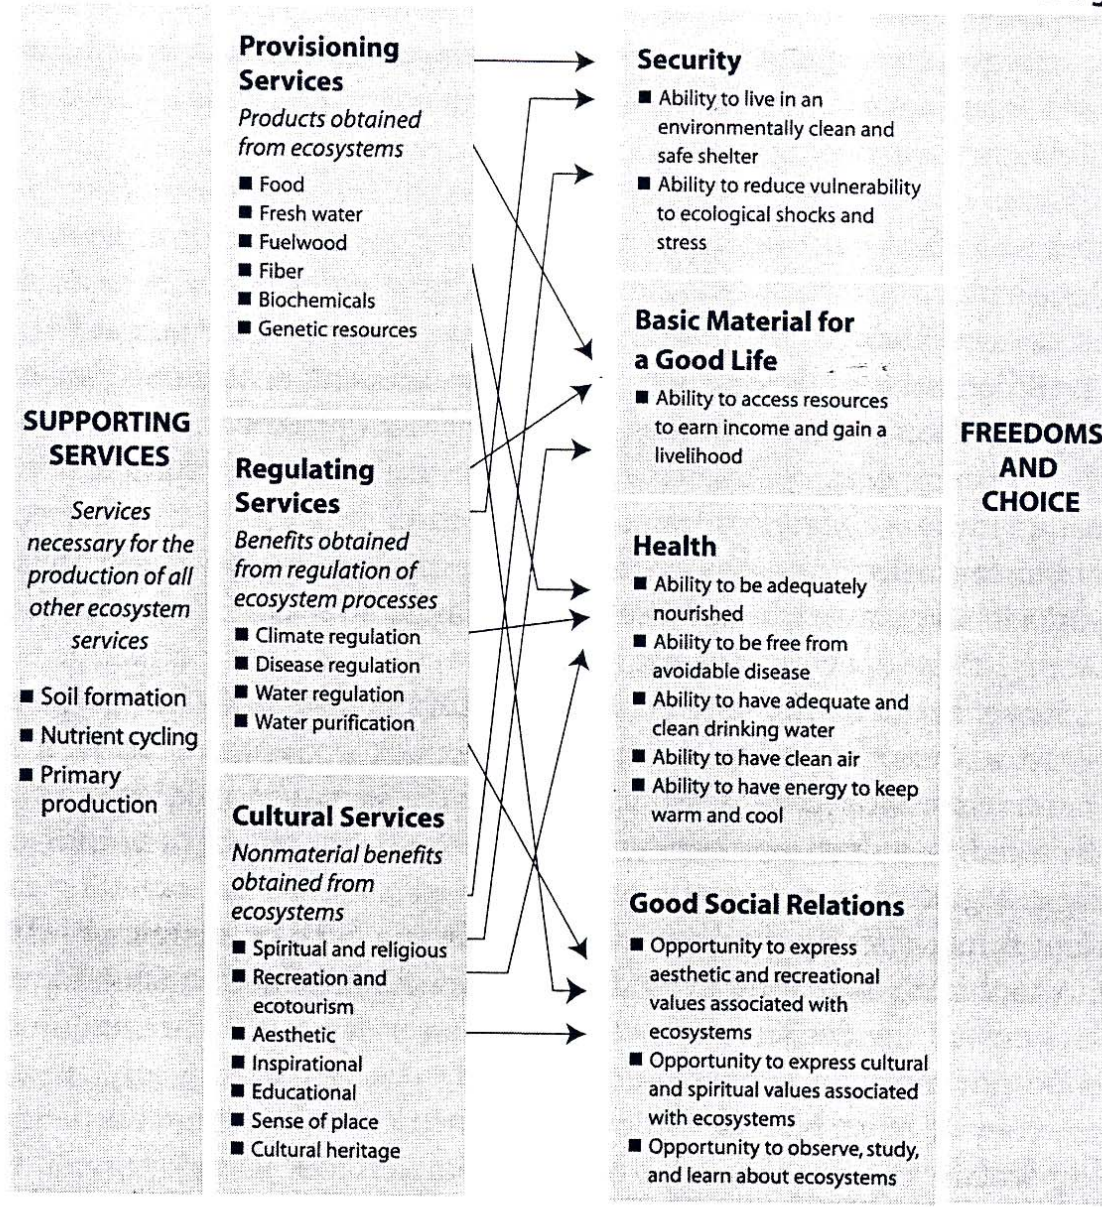 SUPPORTING
SERVICES
Services
necessary for the
production of all
other ecosystem
services
■ Soil formation
■ Nutrient cycling
■ Primary
production
Provisioning
Services
Products obtained
from ecosystems
■ Food
■ Fresh water
■ Fuelwood
■ Fiber
■ Biochemicals
■ Genetic resources
Regulating
Services
Benefits obtained
from regulation of
ecosystem processes
■ Climate regulation
■ Disease regulation
■ Water regulation
■ Water purification
Cultural Services
Nonmaterial benefits
obtained from
ecosystems
■ Spiritual and religious
■ Recreation and
ecotourism
■ Aesthetic
■ Inspirational
■ Educational
■ Sense of place
■ Cultural heritage
Security
■ Ability to live in an
environmentally clean and
safe shelter
■ Ability to reduce vulnerability
to ecological shocks and
stress
Basic Material for
a Good Life
■ Ability to access resources
to earn income and gain a
livelihood
Health
■ Ability to be adequately
nourished
■ Ability to be free from
avoidable disease
■ Ability to have adequate and
clean drinking water
■ Ability to have clean air
■ Ability to have energy to keep
warm and cool
Good Social Relations
■ Opportunity to express
aesthetic and recreational
values associated with
ecosystems
■ Opportunity to express cultural
and spiritual values associated
with ecosystems
■ Opportunity to observe, study,
and learn about ecosystems
FREEDOMS
AND
CHOICE